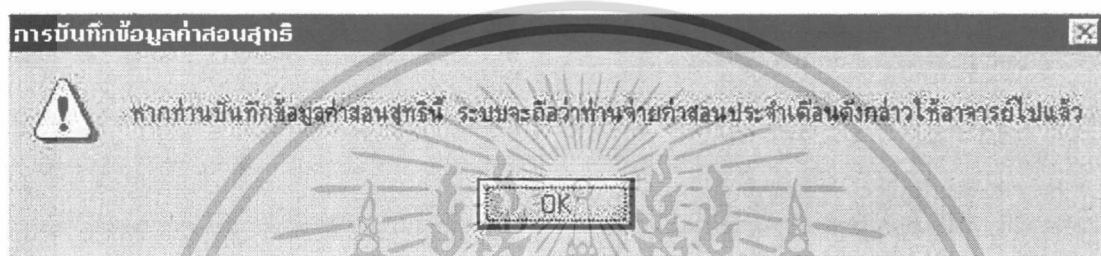 การบันทึกข้อมูลค่าสอนสุทธิ
หากท่านบันทึกข้อมูลค่าสอนสุทธินี้ ระบบจะถือว่าท่านจ่ายค่าสอนประจำเดือนดังกล่าวให้อาจารย์ไปแล้ว
OK